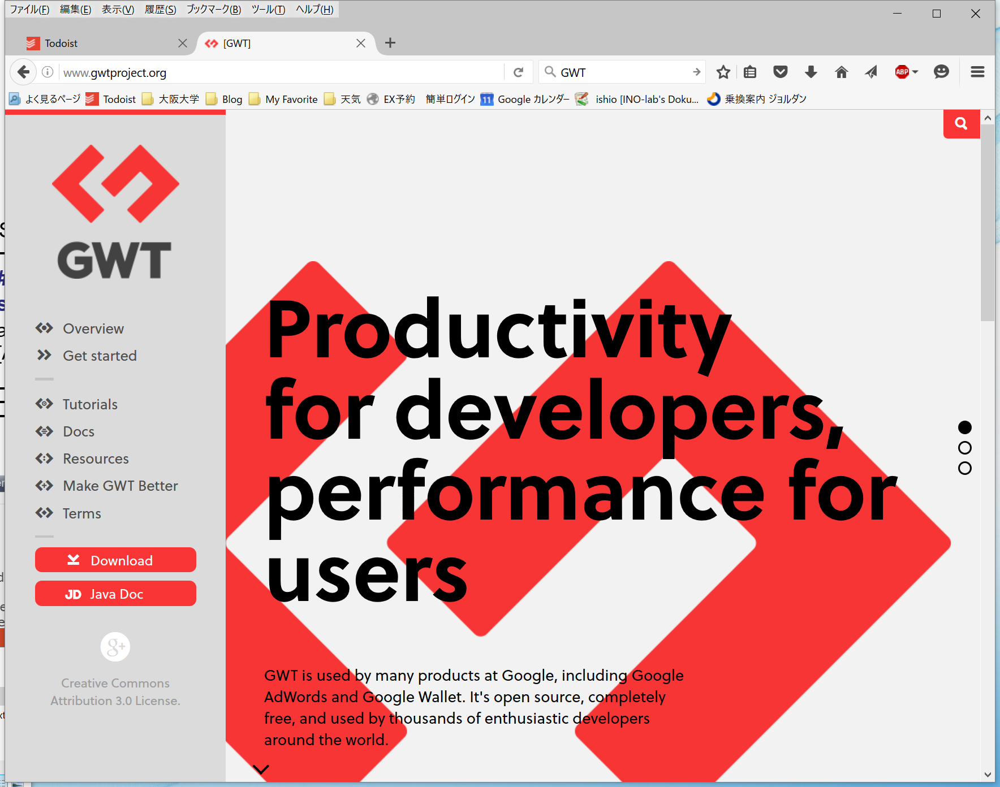 ファイル(F) 編集(E) 表示(V) 履歴(S) ブックマーク(B) ツール(T) ヘルプ(H)
Todoist [GWT]
www.gwtproject.org GWT ABP
よく見るページ Todoist 大阪大学 Blog My Favorite 天気 EX予約 簡単ログイン 11 Google カレンダー ishio [INO-lab's Doku... 乗換案内 ジョルダン
GWT
Overview
Get started
Tutorials
Docs
Resources
Make GWT Better
Terms
Download
JD Java Doc
g+
Creative Commons
Attribution 3.0 License.
Productivity
for developers,
performance for
users
GWT is used by many products at Google, including Google
AdWords and Google Wallet. It's open source, completely
free, and used by thousands of enthusiastic developers
around the world.